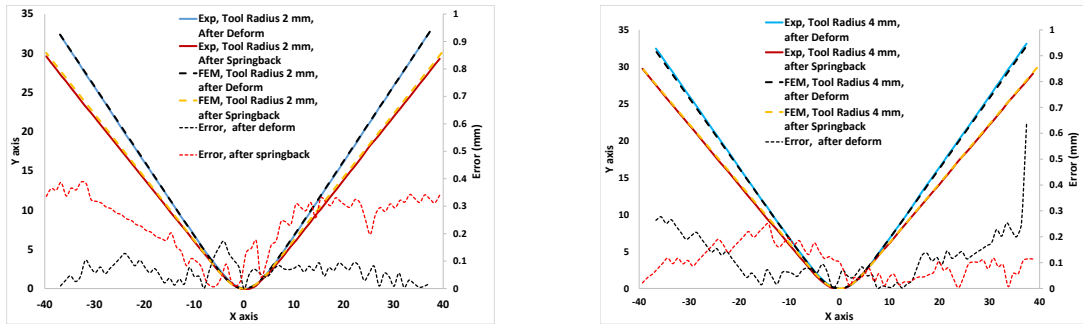 35
30
25
20
15
10
5
0
Y axis
-40
-30
-20
-10
0
10
20
30
40
X axis
1
0.9
0.8
0.7
0.6
0.5
0.4
0.3
0.2
0.1
0
Error (mm)
Exp, Tool Radius 2 mm,
After Deform
Exp, Tool Radius 2 mm,
After Springback
FEM, Tool Radius 2 mm,
after Deform
FEM, Tool Radius 2 mm,
after Springback
Error, after deform
Error, after springback
35
30
25
20
15
10
5
0
Y axis
-40
-30
-20
-10
0
10
20
30
40
X axis
1
0.9
0.8
0.7
0.6
0.5
0.4
0.3
0.2
0.1
0
Error (mm)
Exp, Tool Radius 4 mm,
after Deform
Exp, Tool Radius 4 mm,
after Springback
FEM, Tool Radius 4 mm,
after Deform
FEM, Tool Radius 4 mm,
after Springback
Error, after deform